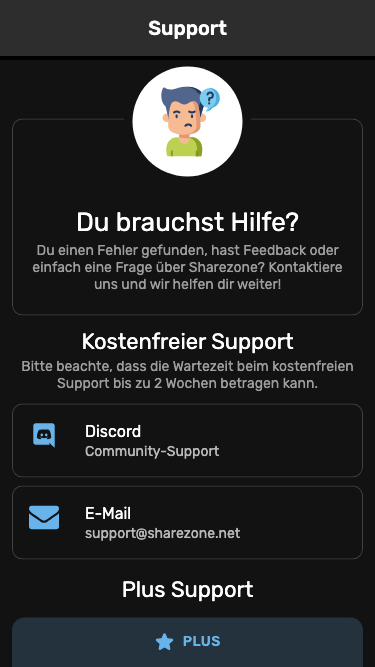 Support
?
Du brauchst Hilfe?
Du einen Fehler gefunden, hast Feedback oder
einfach eine Frage über Sharezone? Kontaktiere
uns und wir helfen dir weiter!
Kostenfreier Support
Bitte beachte, dass die Wartezeit beim kostenfreien
Support bis zu 2 Wochen betragen kann.
Discord
Community-Support
E-Mail
support@sharezone.net
Plus Support
PLUS